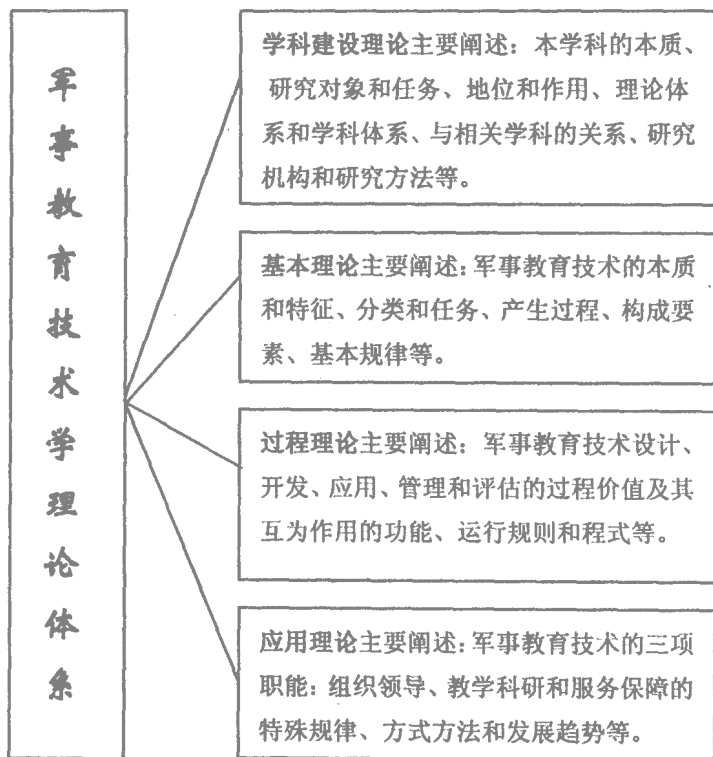 军事教育技术学理论体系
学科建设理论主要阐述：本学科的本质、
研究对象和任务、地位和作用、理论体
系和学科体系、与相关学科的关系、研究
机构和研究方法等。
基本理论主要阐述：军事教育技术的本质
和特征、分类和任务、产生过程、构成要
素、基本规律等。
过程理论主要阐述：军事教育技术设计、
开发、应用、管理和评估的过程价值及其
互为作用的功能、运行规则和程式等。
应用理论主要阐述：军事教育技术的三项
职能：组织领导、教学科研和服务保障的
特殊规律、方式方法和发展趋势等。